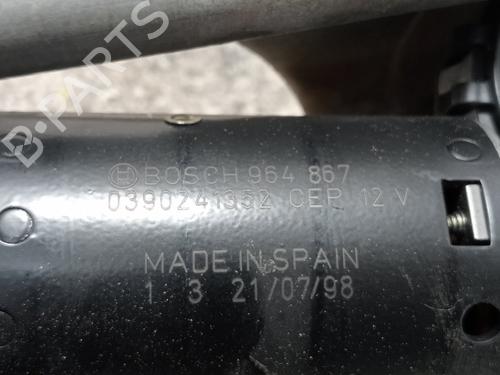 B-PARTS
BOSCH 964 867
0390241352 CEP 12 V
MADE IN SPAIN
1 3 21/07/98